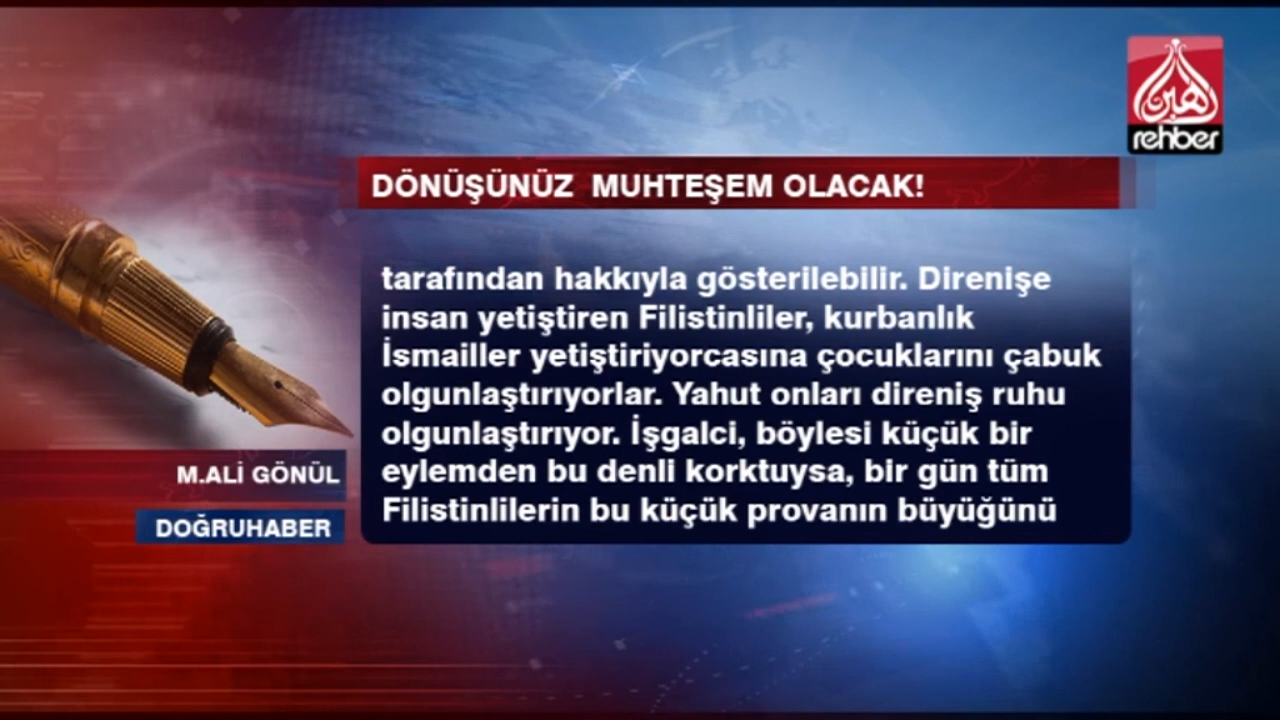 رهبر
rehber
DÖNÜŞÜNÜZ MUHTEŞEM OLACAK!
tarafından hakkıyla gösterilebilir. Direnişe
insan yetiştiren Filistinliler, kurbanlık
İsmailler yetiştiriyorcasına çocuklarını çabuk
olgunlaştırıyorlar. Yahut onları direniş ruhu
olgunlaştırıyor. İşgalci, böylesi küçük bir
eylemden bu denli korktuysa, bir gün tüm
Filistinlilerin bu küçük provanın büyüğünü
M.ALİ GÖNÜL
DOĞRUHABER